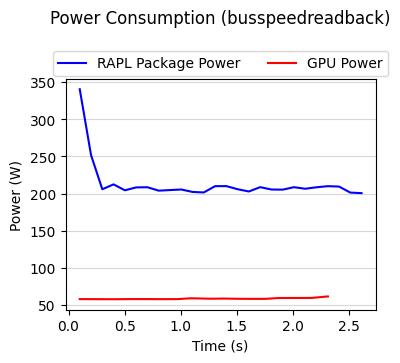 Power Consumption (busspeedreadback)
RAPL Package Power GPU Power
350
300
250
200
150
100
50
Power (W)
0.0 0.5 1.0 1.5 2.0 2.5
Time (s)